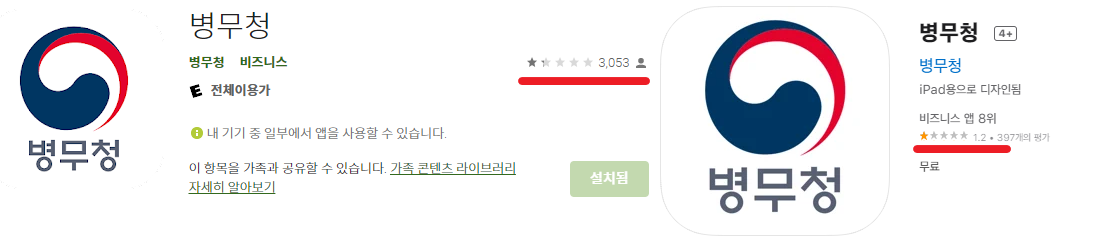 병무청
병무청
병무청 비즈니스
3,053
E 전체이용가
내 기기 중 일부에서 앱을 사용할 수 있습니다.
이 항목을 가족과 공유할 수 있습니다. 가족 콘텐츠 라이브러리
자세히 알아보기
설치됨
병무청
병무청 4+
병무청
iPad용으로 디자인됨
비즈니스 앱 8위
1.2 • 397개의 평가
무료